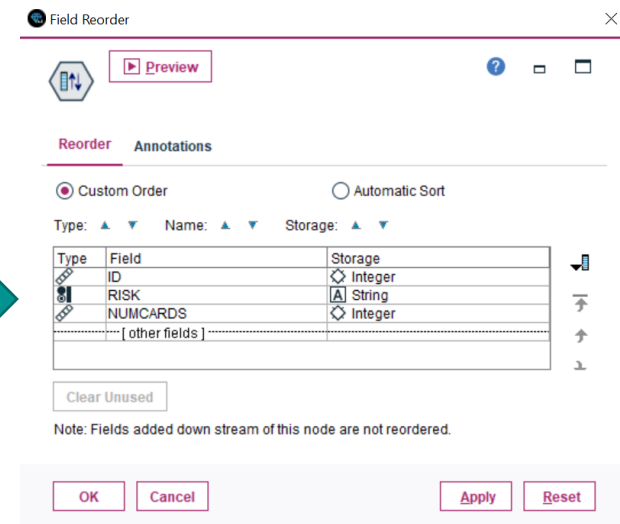 Field Reorder
Preview
Reorder Annotations
Custom Order Automatic Sort
Type: Name: Storage:
Type Field Storage
ID Integer
RISK A String
NUMCARDS Integer
[ other fields ]
Clear Unused
Note: Fields added down stream of this node are not reordered.
OK Cancel Apply Reset